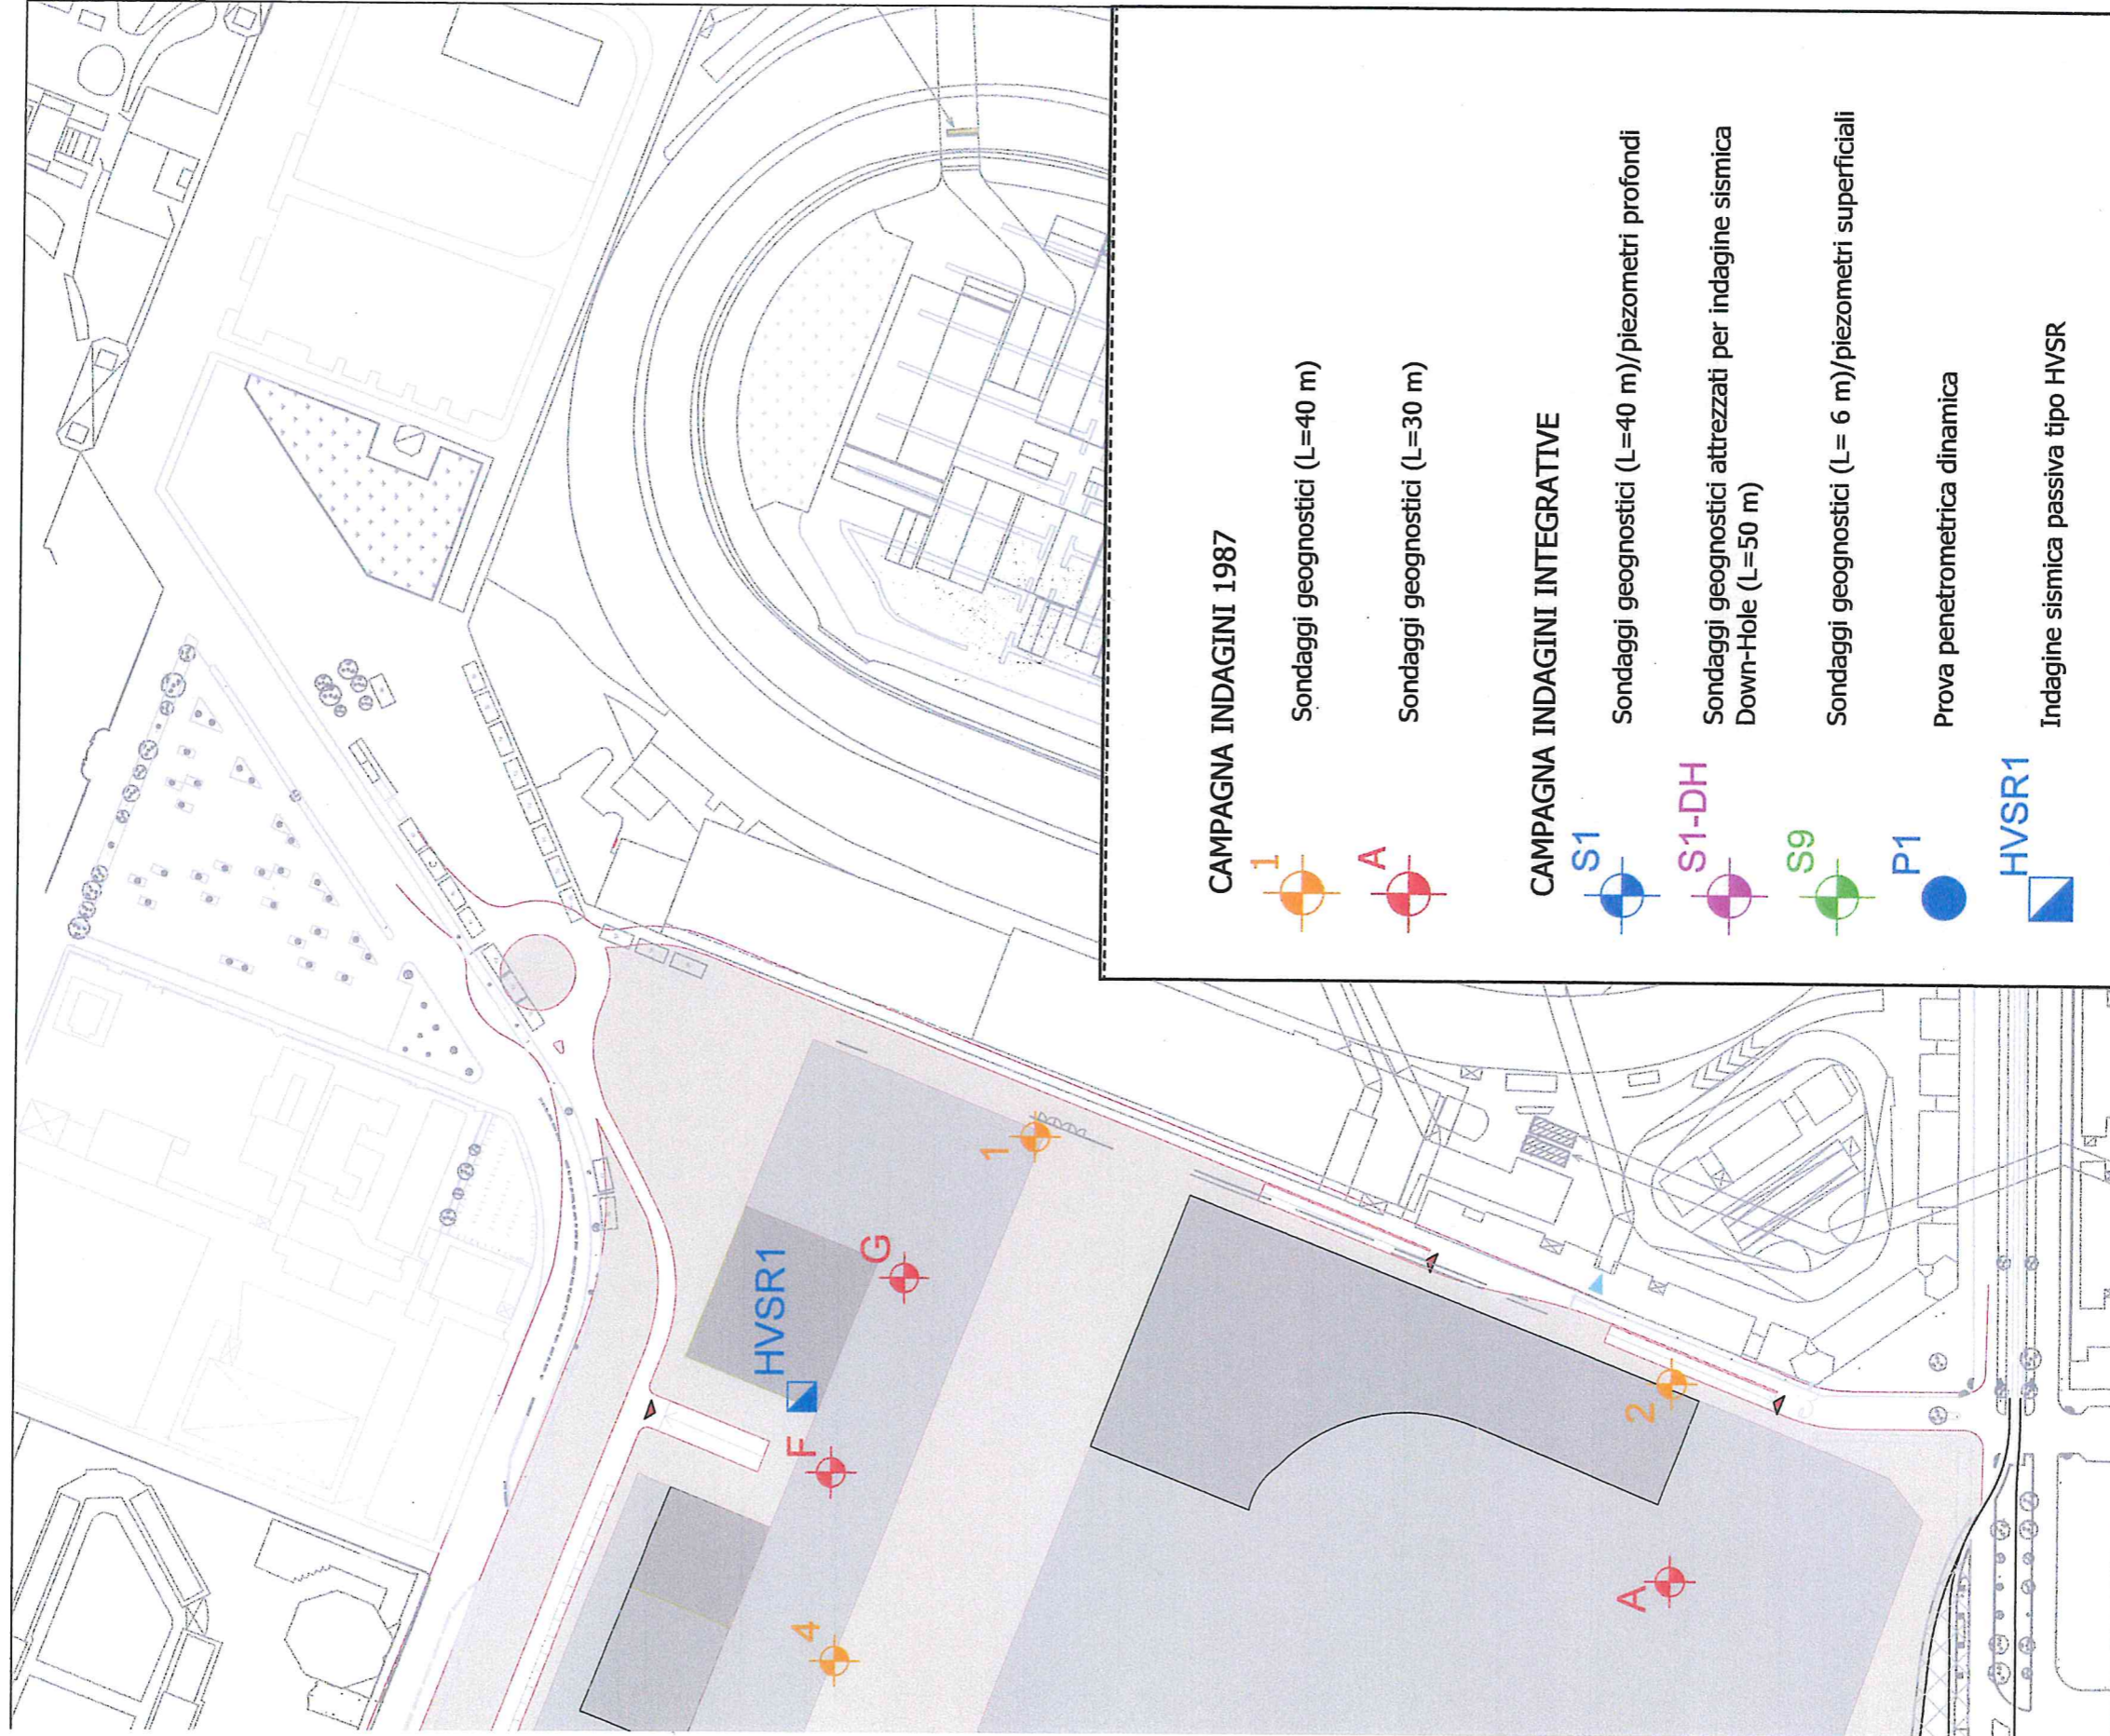 HVSR1
G
1
F
4
2
A
CAMPAGNA INDAGINI 1987
1
Sondaggi geognostici (L=40 m)
A
Sondaggi geognostici (L=30 m)
CAMPAGNA INDAGINI INTEGRATIVE
S1
Sondaggi geognostici (L=40 m)/piezometri profondi
S1-DH
Sondaggi geognostici attrezzati per indagine sismica
Down-Hole (L=50 m)
S9
Sondaggi geognostici (L= 6 m)/piezometri superficiali
P1
Prova penetrometrica dinamica
HVSR1
Indagine sismica passiva tipo HVSR